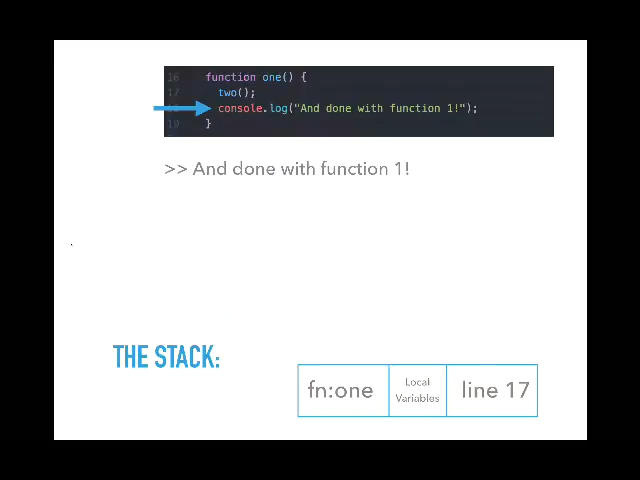 16 function one() {
17 two();
console.log("And done with function 1!");
19 }
>> And done with function 1!
THE STACK:
fn:one Local Variables line 17